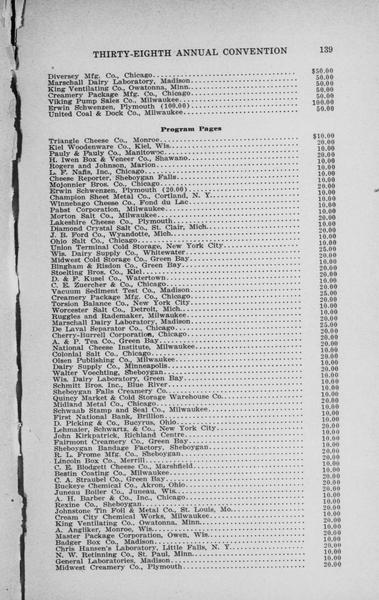 THIRTY-EIGHTH ANNUAL CONVENTION 139
Diversey Mfg. Co., Chicago $50.00
Marschall Dairy Laboratory, Madison 50.00
King Ventilating Co., Owatonna, Minn. 50.00
Creamery Package Mfg. Co., Chicago 50.00
Viking Pump Sales Co., Milwaukee 50.00
Erwin Schwenzen, Plymouth (100.00) 100.00
United Coal & Dock Co., Milwaukee 50.00
Program Pages
Triangle Cheese Co., Monroe $10.00
Kiel Woodenware Co., Kiel, Wis. 20.00
Pauly & Pauly Co., Manitowoc 10.00
H. Iwen Box & Veneer Co., Shawano 20.00
Rogers and Johnson, Marion 10.00
L. F. Nafis, Inc., Chicago 10.00
Cheese Reporter, Sheboygan Falls 10.00
Mojonnier Bros. Co., Chicago 20.00
Erwin Schwenzen, Plymouth (20.00) 20.00
Champion Sheet Metal Co., Cortland, N. Y. 10.00
Winnebago Cheese Co., Fond du Lac 10.00
Pabst Corporation, Milwaukee 10.00
Morton Salt Co., Milwaukee 20.00
Lakeshire Cheese Co., Plymouth 20.00
Diamond Crystal Salt Co., St. Clair, Mich. 20.00
J. B. Ford Co., Wyandotte, Mich. 10.00
Ohio Salt Co., Chicago 10.00
Union Terminal Cold Storage, New York City 10.00
Wis. Dairy Supply Co., Whitewater 25.00
Midwest Cold Storage Co., Green Bay 20.00
Bingham & Risdon Co., Green Bay 10.00
Stoelting Bros. Co., Kiel 20.00
D. & F. Kusel Co., Watertown 20.00
C. E. Zuercher & Co., Chicago 10.00
Vacuum Sediment Test Co., Madison 20.00
Creamery Package Mfg. Co., Chicago 25.00
Torsion Balance Co., New York City 20.00
Worcester Salt Co., Detroit, Mich. 10.00
Ruggles and Rademaker, Milwaukee 10.00
Marschall Dairy Laboratory, Madison 20.00
De Laval Separator Co., Chicago 25.00
Cherry-Burrell Corporation, Chicago 20.00
A. & P. Tea Co., Green Bay 20.00
National Cheese Institute, Milwaukee 20.00
Colonial Salt Co., Chicago 10.00
Olsen Publishing Co., Milwaukee 20.00
Dairy Supply Co., Minneapolis 20.00
Walter Voechting, Sheboygan 20.00
Wis. Dairy Laboratory, Green Bay 10.00
Schmitt Bros. Inc., Blue River 10.00
Sheboygan Falls Creamery Co. 10.00
Quincy Market & Cold Storage Warehouse Co. 10.00
Midland Metal Co., Chicago 20.00
Schwaab Stamp and Seal Co., Milwaukee 10.00
First National Bank, Brillion 10.00
D. Picking & Co., Bucyrus, Ohio 20.00
Lehmaier, Schwartz, & Co., New York City 20.00
John Kirkpatrick, Richland Centre 10.00
Fairmont Creamery Co., Green Bay 20.00
Sheboygan Bandage Factory, Sheboygan 10.00
R. L. Frome Mfg. Co., Sheboygan 20.00
Lincoln Box Co., Merrill 10.00
C. E. Blodgett Cheese Co., Marshfield 20.00
Bestin Coating Co., Milwaukee 20.00
C. A. Straubel Co., Green Bay 10.00
Buckeye Chemical Co., Akron, Ohio 20.00
Juneau Boiler Co., Juneau, Wis. 10.00
A. H. Barber & Co., Inc., Chicago 10.00
Rexine Co., Sheboygan 10.00
Johnstone Tin Foil & Metal Co., St. Louis, Mo. 20.00
Cream City Chemical Works, Milwaukee 10.00
King Ventilating Co., Owatonna, Minn. 20.00
A. Angliker, Monroe, Wis. 10.00
Master Package Corporation, Owen, Wis. 20.00
Badger Box Co., Madison 10.00
Chris Hansen's Laboratory, Little Falls, N. Y. 20.00
N. W. Retinning Co., St. Paul, Minn. 10.00
General Laboratories, Madison 10.00
Midwest Creamery Co., Plymouth 20.00